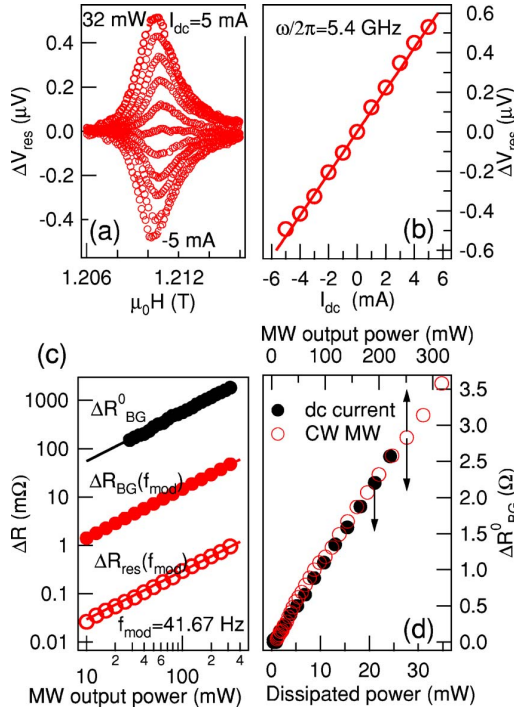 32 mW I_dc=5 mA
ΔV_res (μV)
0.4
0.2
0.0
-0.2
-0.4
(a)
-5 mA
1.206
1.212
μ₀H (T)
ω/2π=5.4 GHz
(b)
ΔV_res (μV)
0.6
0.4
0.2
0.0
-0.2
-0.4
-0.6
-6 -4 -2 0 2 4 6
I_dc (mA)
(c)
ΔR (mΩ)
1000
100
10
1
0.1
0.01
ΔR⁰_BG
ΔR_BG(f_mod)
ΔR_res(f_mod)
f_mod=41.67 Hz
10 2 4 6 100 2 4
MW output power (mW)
MW output power (mW)
0 100 200 300
dc current
CW MW
(d)
ΔR⁰_BG (Ω)
3.5
3.0
2.5
2.0
1.5
1.0
0.5
0.0
0 10 20 30
Dissipated power (mW)